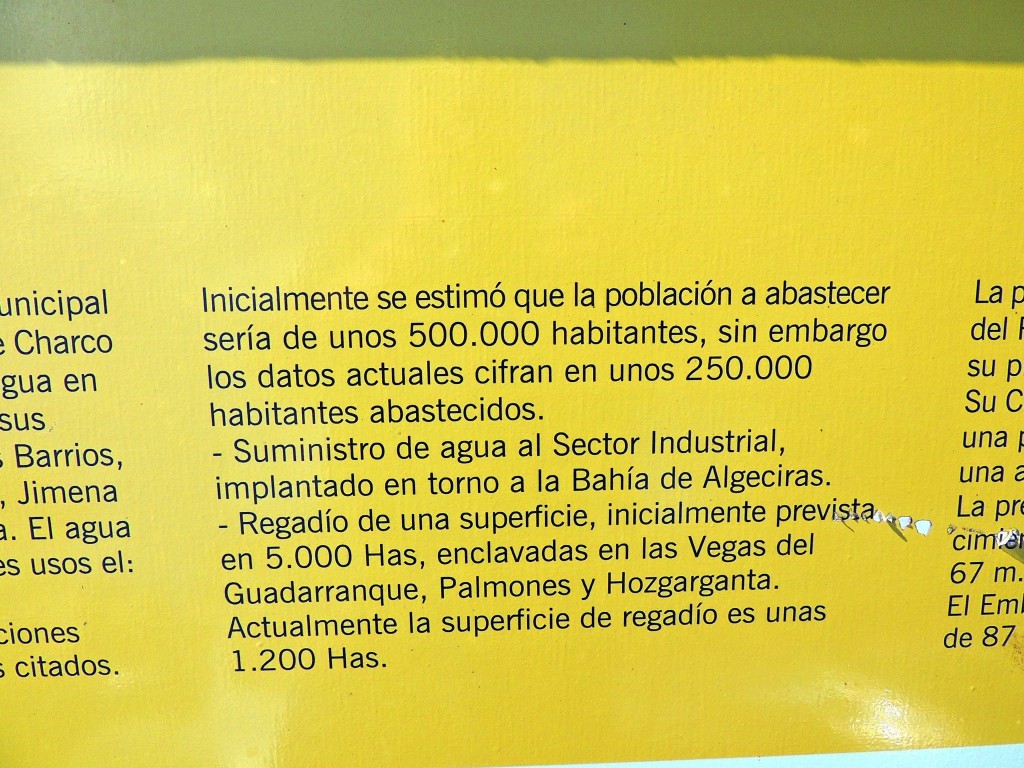 unicipal
Charco
gua en
sus
Barrios,
, Jimena
a. El agua
es usos el:
ciones
s citados.
Inicialmente se estimó que la población a abastecer
sería de unos 500.000 habitantes, sin embargo
los datos actuales cifran en unos 250.000
habitantes abastecidos.
- Suministro de agua al Sector Industrial,
implantado en torno a la Bahía de Algeciras.
- Regadío de una superficie, inicialmente prevista
en 5.000 Has, enclavadas en las Vegas del
Guadarranque, Palmones y Hozgarganta.
Actualmente la superficie de regadío es unas
1.200 Has.
La p
del
su p
Su C
una p
una a
La pre
67 m.
El Em
de 87